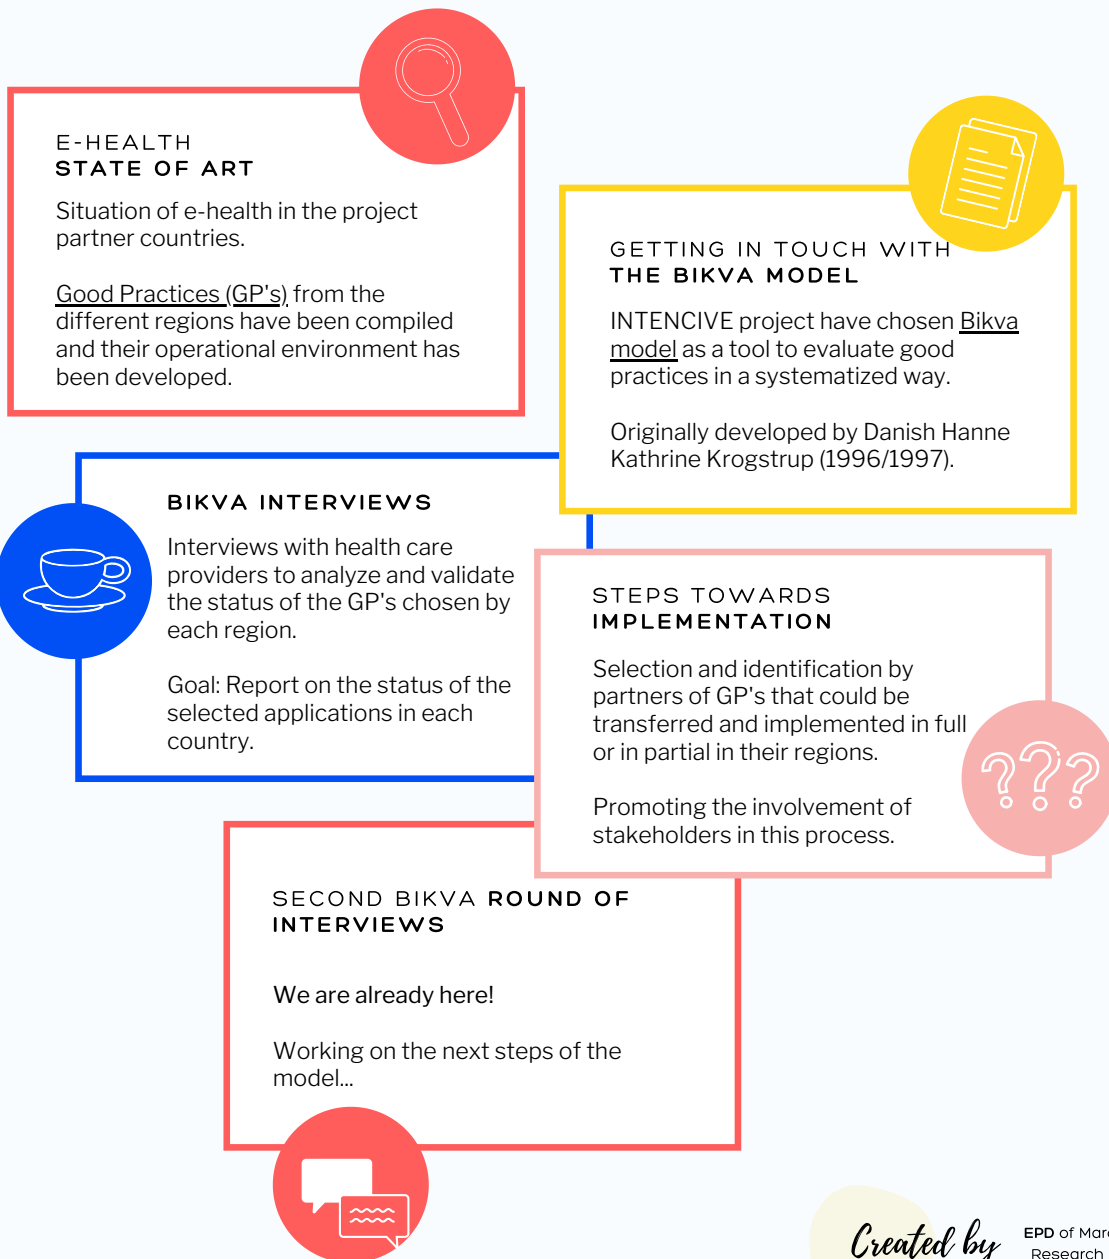 E-HEALTH
STATE OF ART
Situation of e-health in the project
partner countries.
Good Practices (GP's) from the
different regions have been compiled
and their operational environment has
been developed.
GETTING IN TOUCH WITH
THE BIKVA MODEL
INTENCIVE project have chosen Bikva
model as a tool to evaluate good
practices in a systematized way.
Originally developed by Danish Hanne
Kathrine Krogstrup (1996/1997).
BIKVA INTERVIEWS
Interviews with health care
providers to analyze and validate
the status of the GP's chosen by
each region.
Goal: Report on the status of the
selected applications in each
country.
STEPS TOWARDS
IMPLEMENTATION
Selection and identification by
partners of GP's that could be
transferred and implemented in full
or in partial in their regions.
Promoting the involvement of
stakeholders in this process.
???
SECOND BIKVA ROUND OF
INTERVIEWS
We are already here!
Working on the next steps of the
model...
Created by
EPD of
Research